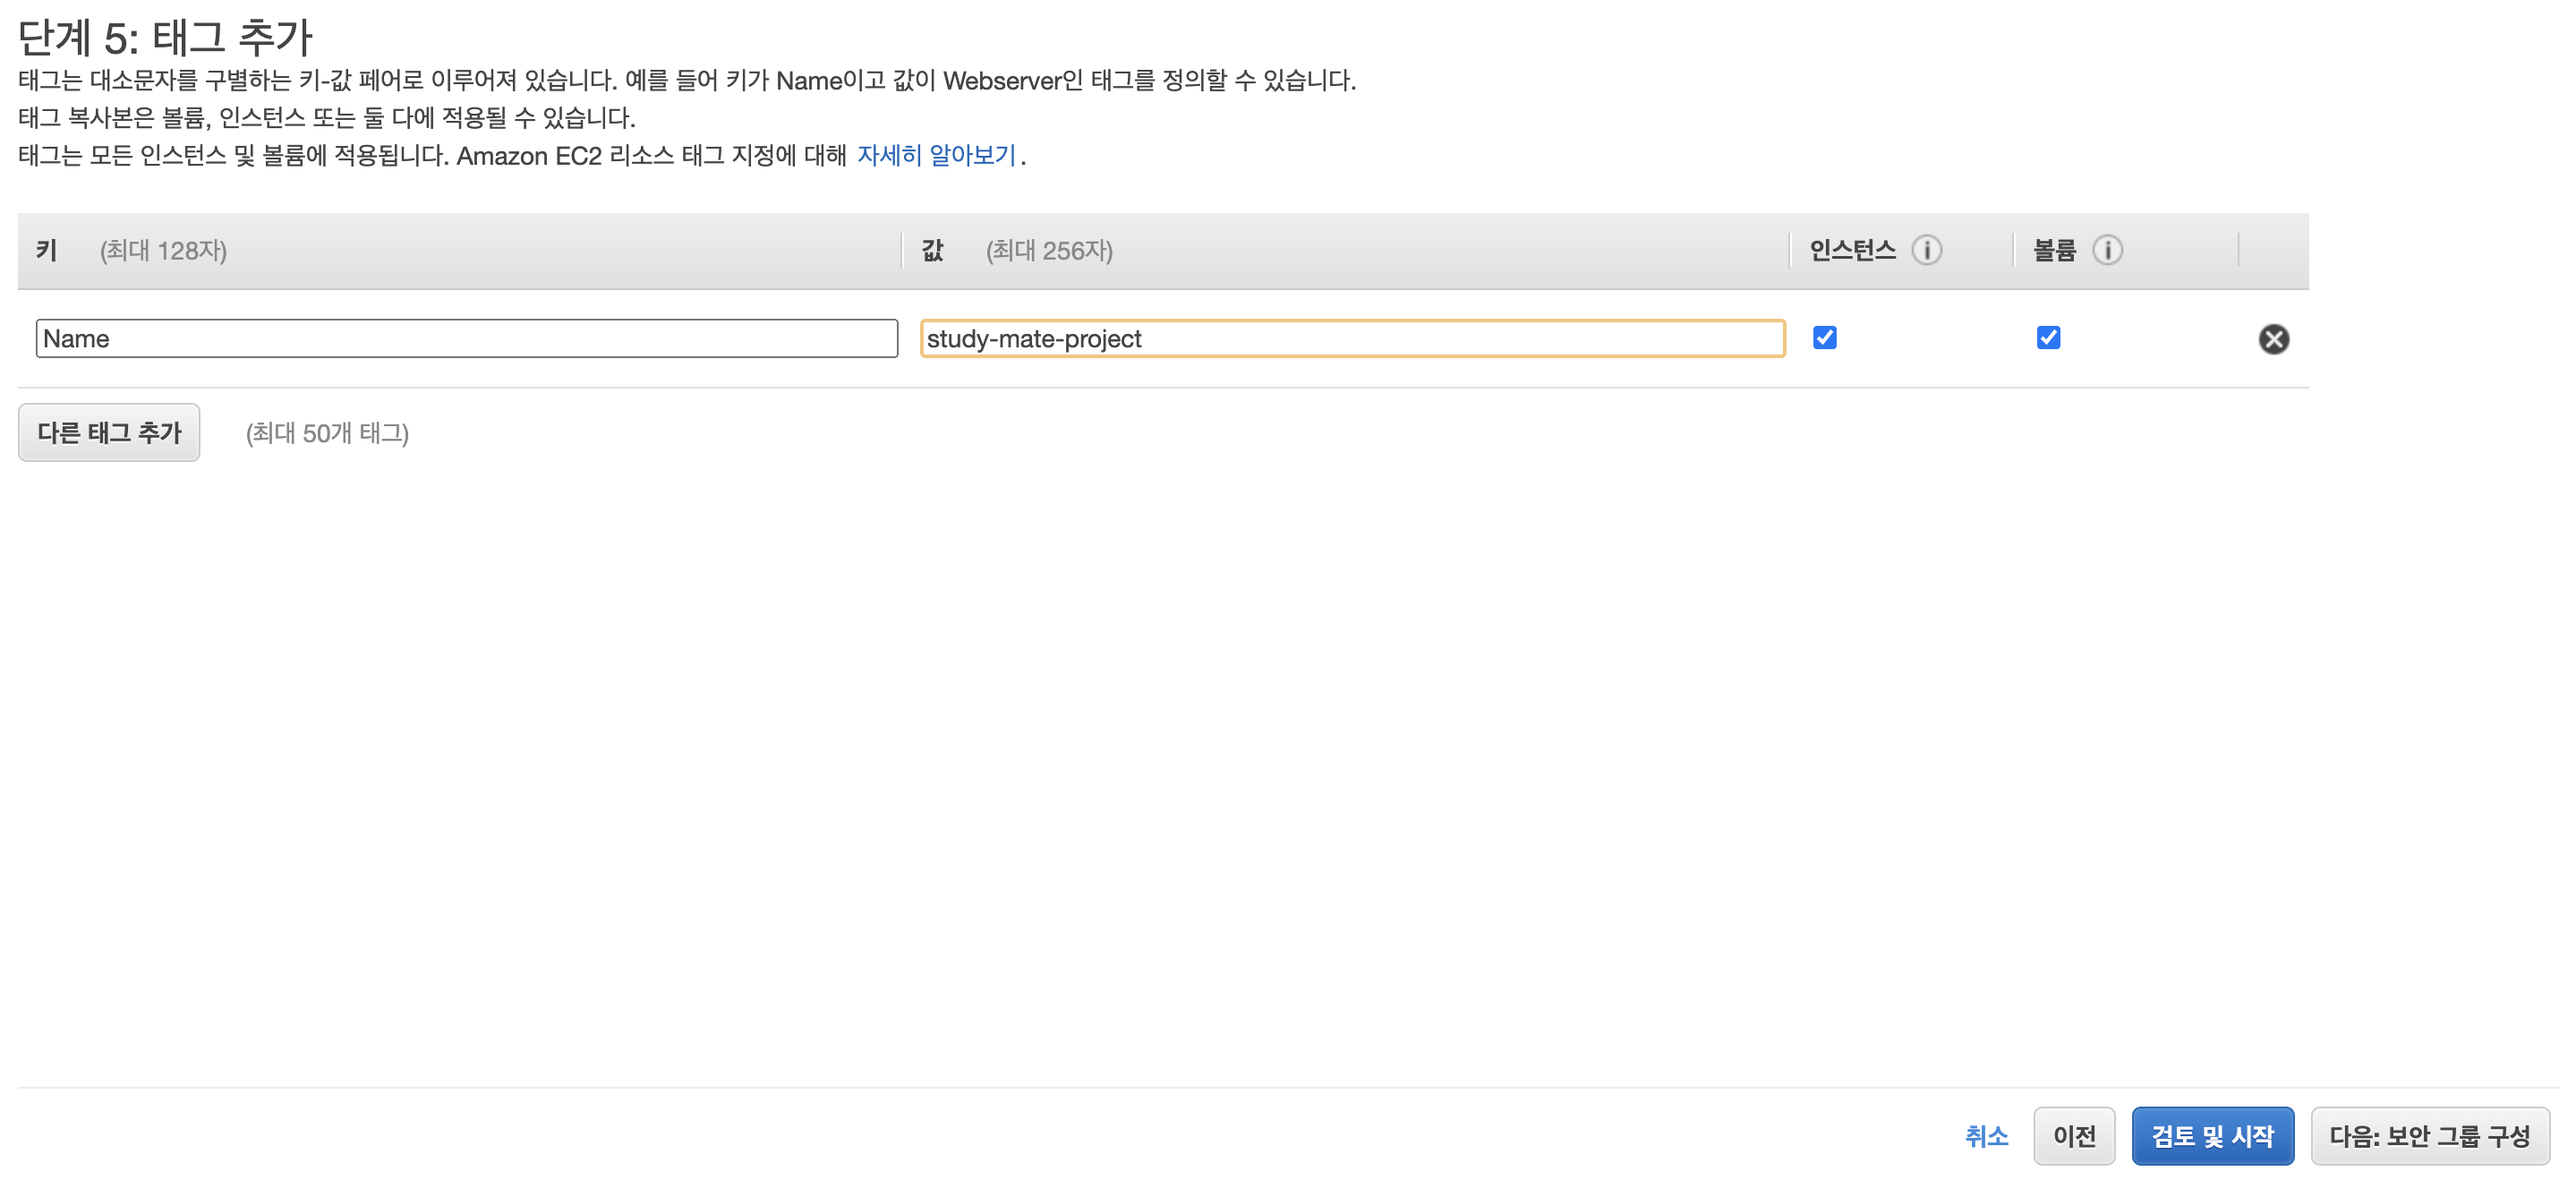 단계 5: 태그 추가
태그는 대소문자를 구별하는 키-값 페어로 이루어져 있습니다. 예를 들어 키가 Name이고 값이 Webserver인 태그를 정의할 수 있습니다.
태그 복사본은 볼륨, 인스턴스 또는 둘 다에 적용될 수 있습니다.
태그는 모든 인스턴스 및 볼륨에 적용됩니다. Amazon EC2 리소스 태그 지정에 대해 자세히 알아보기.
키 (최대 128자) 값 (최대 256자) 인스턴스 i 볼륨 i
Name study-mate-project
다른 태그 추가 (최대 50개 태그)
취소 이전 검토 및 시작 다음: 보안 그룹 구성